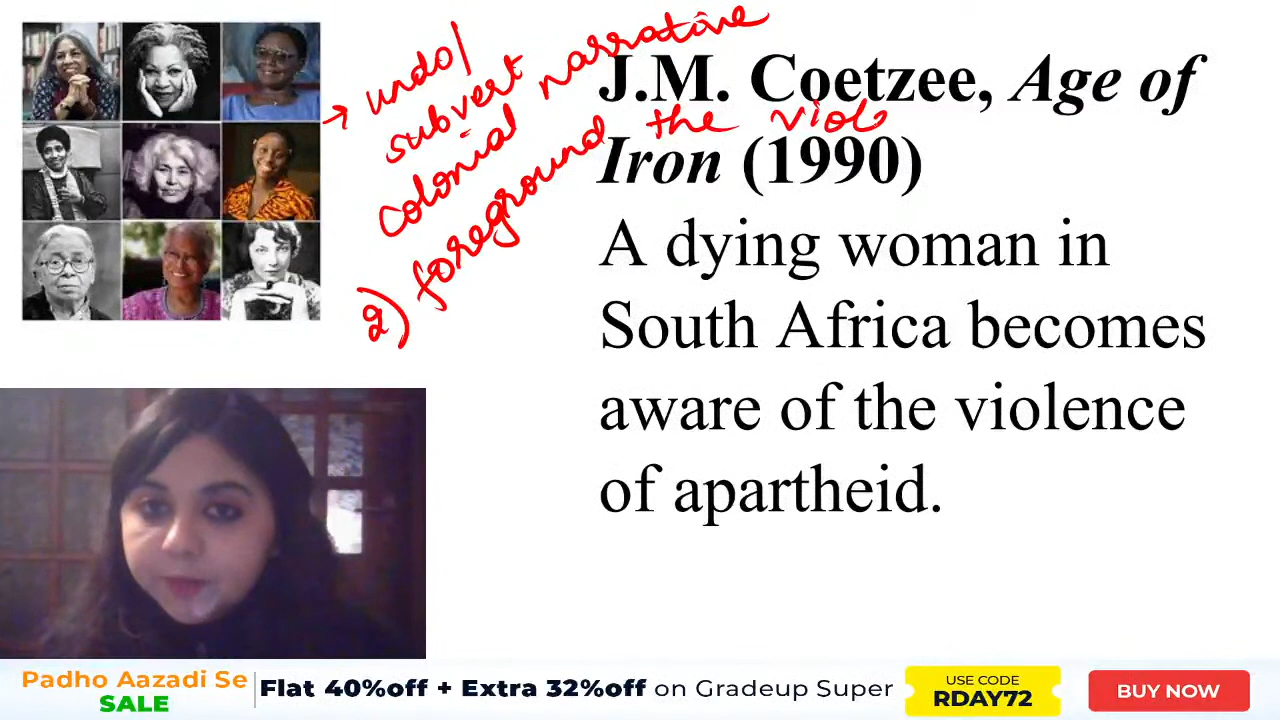 → undo/
subvert
colonial narrative
2) foreground the viol
J.M. Coetzee, Age of
Iron (1990)
A dying woman in
South Africa becomes
aware of the violence
of apartheid.
Padho Aazadi Se
SALE
Flat 40%off + Extra 32%off on Gradeup Super
USE CODE
RDAY72
BUY NOW